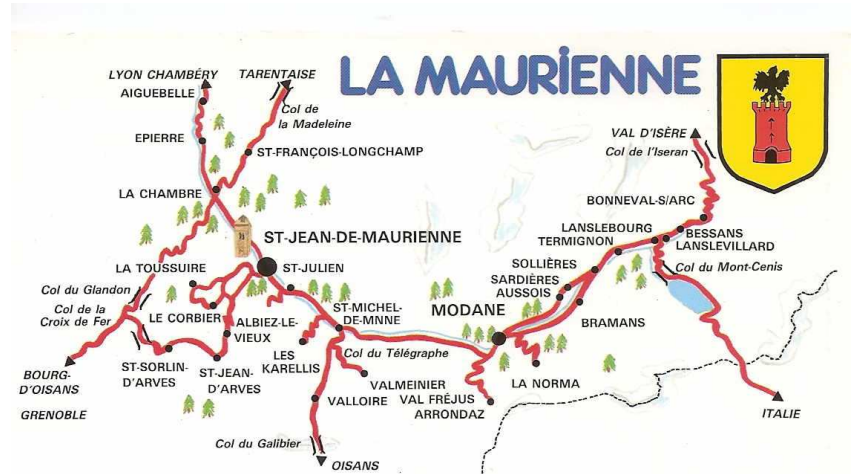 LA MAURIENNE
LYON CHAMBÉRY
AIGUEBELLE
TARENTAISE
Col de
la Madeleine
EPIERRE
ST-FRANÇOIS-LONGCHAMP
LA CHAMBRE
VAL D'ISÈRE
Col de l'Iseran
BONNEVAL-S/ARC
ST-JEAN-DE-MAURIENNE
LANSLEBOURG
TERMIGNON
BESSANS
LANSLEVILLARD
LA TOUSSUIRE
ST-JULIEN
SOLLIÈRES
SARDIÈRES
AUSSOIS
Col du Mont-Cenis
Col du Glandon
Col de la
Croix de Fer
LE CORBIER
ALBIEZ-LE-
VIEUX
ST-MICHEL-
DE-MNNE
MODANE
BRAMANS
LES
KARELLIS
Col du Télégraphe
BOURG-
D'OISANS
GRENOBLE
ST-SORLIN-
D'ARVES
ST-JEAN-
D'ARVES
VALMEINIER
VALLOIRE
VAL FRÉJUS
ARRONDAZ
LA NORMA
ITALIE
Col du Galibier
OISANS